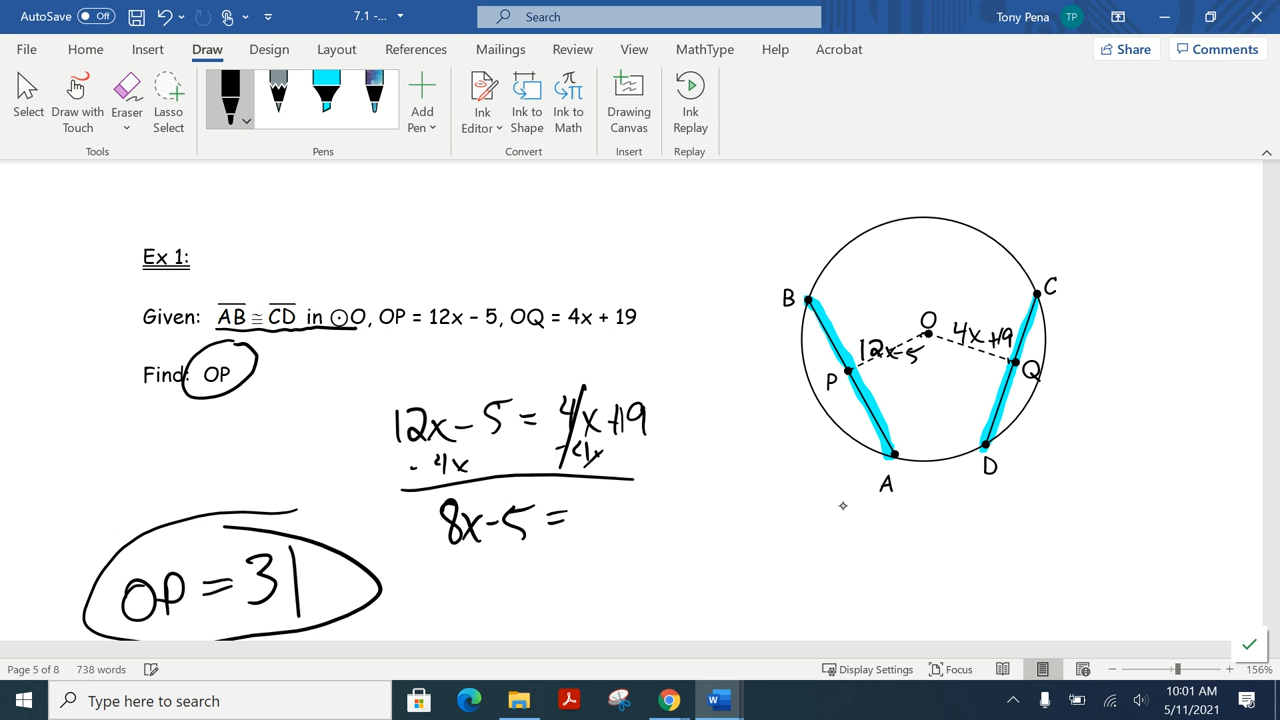 AutoSave Off 7.1 -... Search Tony Pena TP
File Home Insert Draw Design Layout References Mailings Review View MathType Help Acrobat Share Comments
Select Draw with Touch Eraser Lasso Select Add Pen Ink Editor Ink to Shape Ink to Math Drawing Canvas Ink Replay
Tools Pens Convert Insert Replay
Ex 1:
Given: AB ≅ CD in ⊙O, OP = 12x – 5, OQ = 4x + 19
Find: OP
12x - 5 = 4x + 19
- 4x - 4x
8x - 5 =
OP = 31
B
C
O
12x-5
4x+19
P
Q
A
D
Page 5 of 8 738 words Display Settings Focus 156%
Type here to search
10:01 AM
5/11/2021